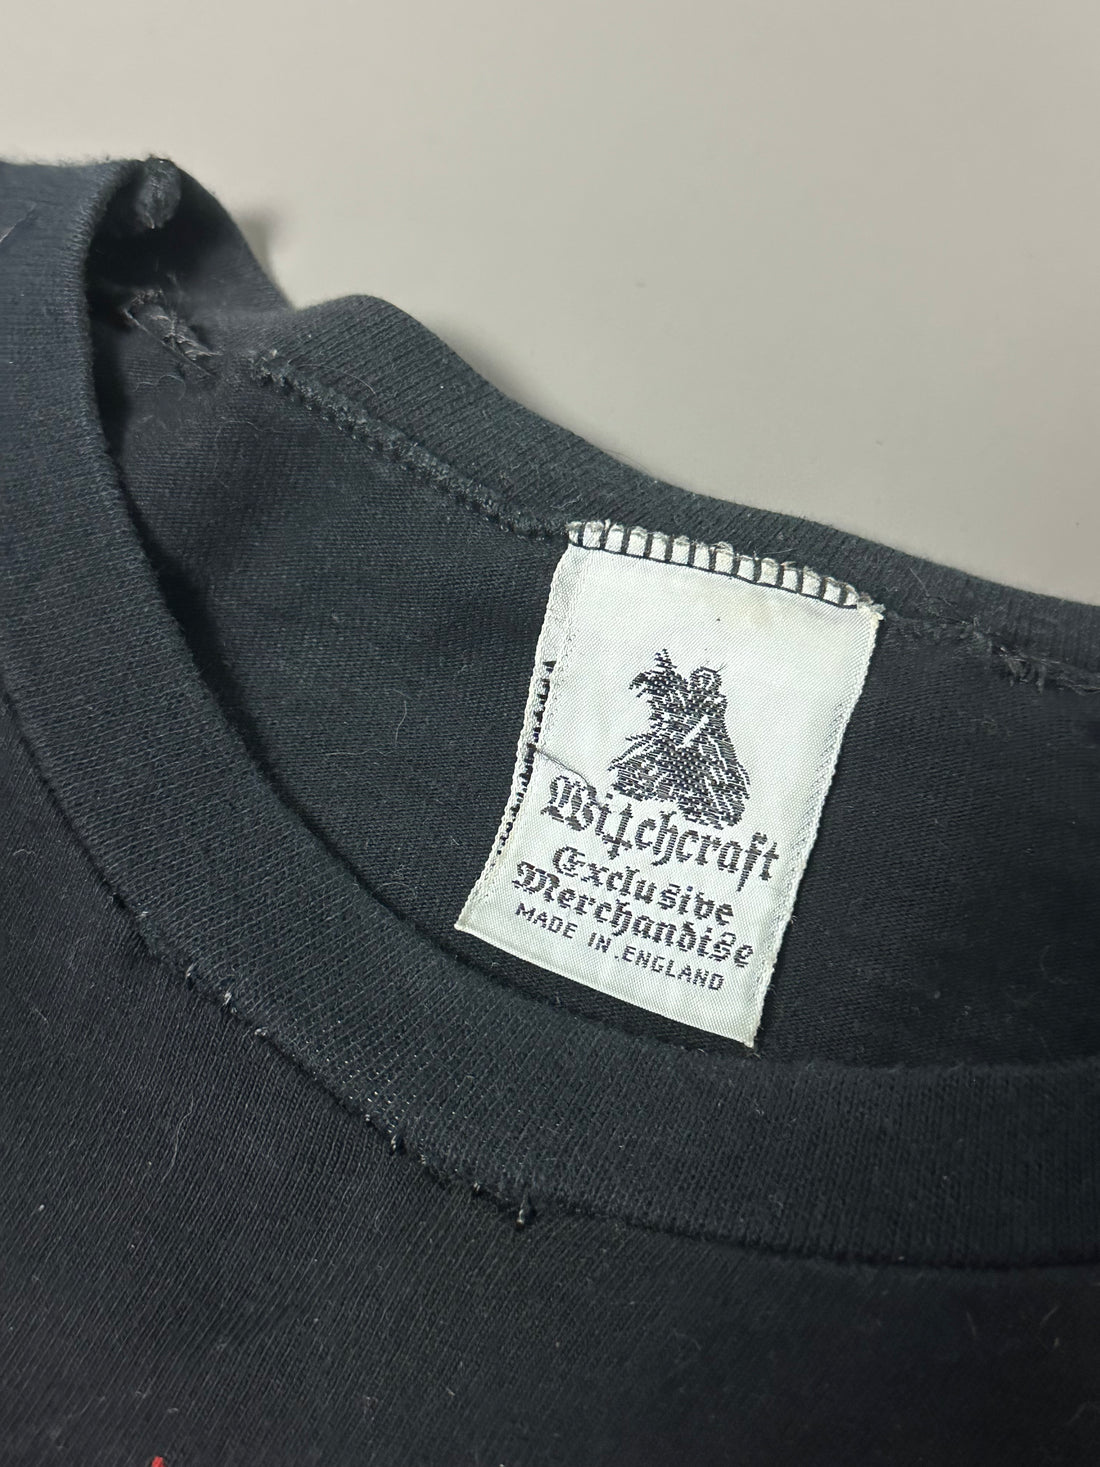 Witchcraft
Exclusive
Merchandise
MADE IN ENGLAND